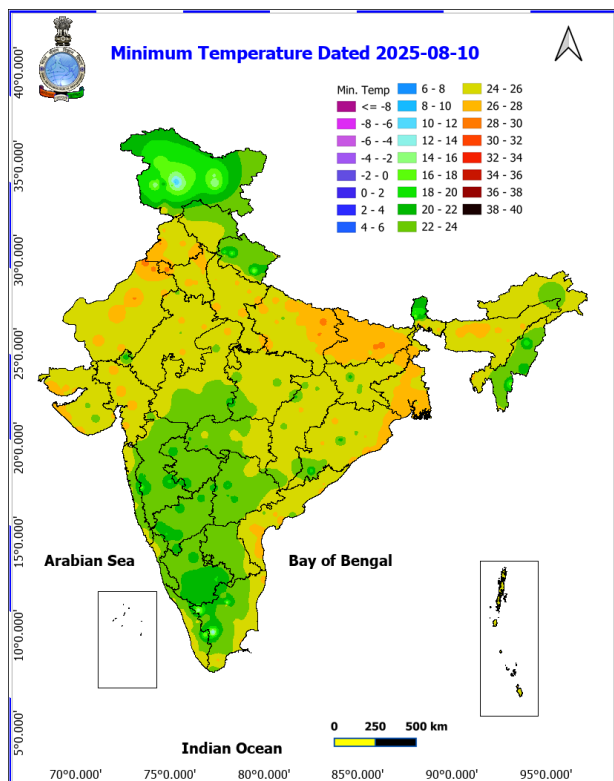 Minimum Temperature Dated 2025-08-10
Min. Temp
<= -8
-8 - -6
-6 - -4
-4 - -2
-2 - 0
0 - 2
2 - 4
4 - 6
6 - 8
8 - 10
10 - 12
12 - 14
14 - 16
16 - 18
18 - 20
20 - 22
22 - 24
24 - 26
26 - 28
28 - 30
30 - 32
32 - 34
34 - 36
36 - 38
38 - 40
40°0.000'
35°0.000'
30°0.000'
25°0.000'
20°0.000'
15°0.000'
10°0.000'
5°0.000'
Arabian Sea
Bay of Bengal
0 250 500 km
Indian Ocean
70°0.000' 75°0.000' 80°0.000' 85°0.000' 90°0.000' 95°0.000'